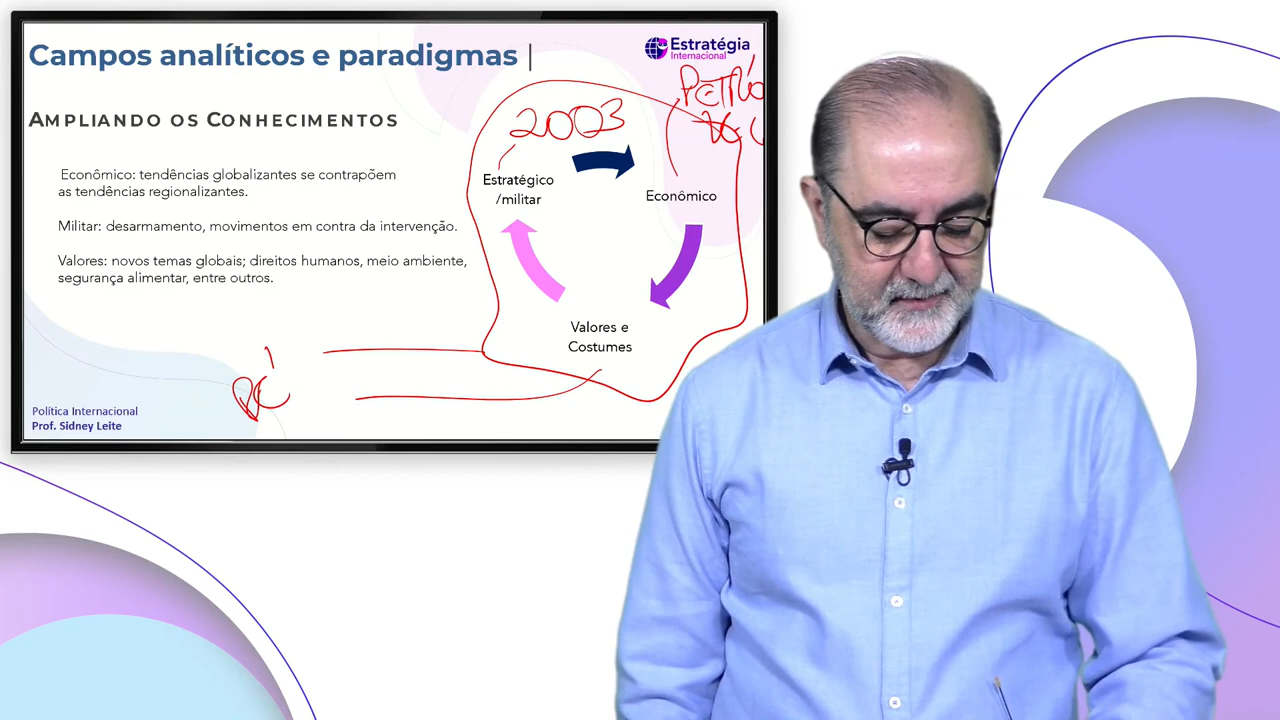 Campos analíticos e paradigmas |
Estratégia
Internacional
AMPLIANDO OS CONHECIMENTOS
2003
Econômico: tendências globalizantes se contrapõem
as tendências regionalizantes.
Militar: desarmamento, movimentos em contra da intervenção.
Valores: novos temas globais; direitos humanos, meio ambiente,
segurança alimentar, entre outros.
Estratégico
/militar
Econômico
Valores e
Costumes
Política Internacional
Prof. Sidney Leite